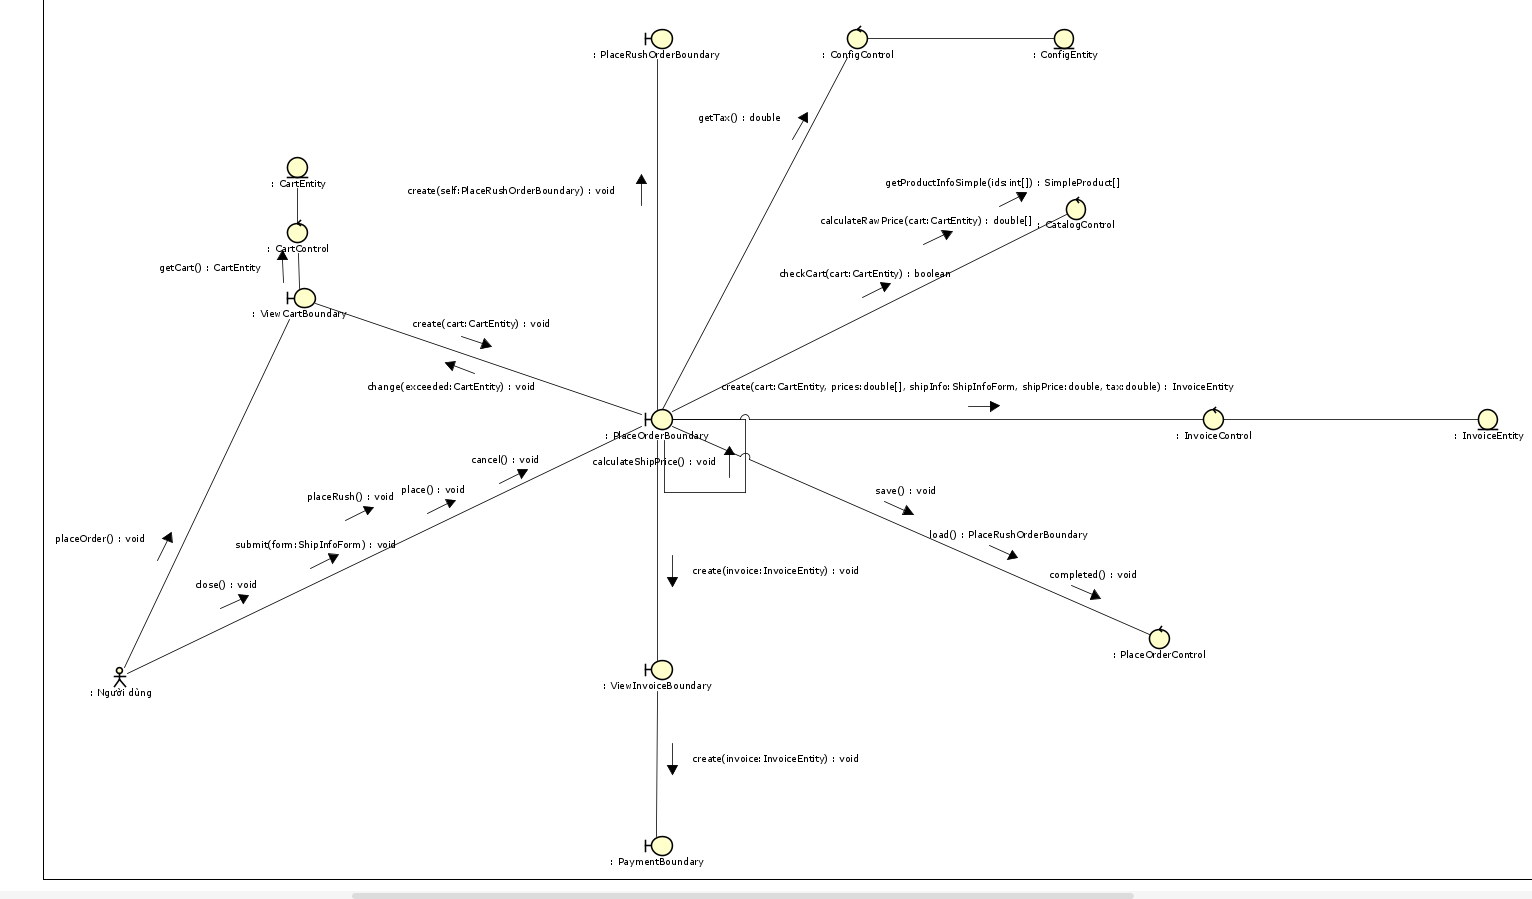 : PlaceRushOrderBoundary
: ConfigControl
: ConfigEntity
getTax() : double
getProductInfoSimple(ids:int[]) : SimpleProduct[]
: CartEntity
create(self:PlaceRushOrderBoundary) : void
calculateRawPrice(cart:CartEntity) : double[]
: CatalogControl
: CartControl
getCart() : CartEntity
checkCart(cart:CartEntity) : boolean
: ViewCartBoundary
create(cart:CartEntity) : void
change(exceeded:CartEntity) : void
create(cart:CartEntity, prices:double[], shipInfo:ShipInfoForm, shipPrice:double, tax:double) : InvoiceEntity
: PlaceOrderBoundary
: InvoiceControl
: InvoiceEntity
cancel() : void
calculateShipPrice() : void
place() : void
placeRush() : void
save() : void
placeOrder() : void
submit(form:ShipInfoForm) : void
load() : PlaceRushOrderBoundary
close() : void
create(invoice:InvoiceEntity) : void
completed() : void
: PlaceOrderControl
: Người dùng
: ViewInvoiceBoundary
create(invoice:InvoiceEntity) : void
: PaymentBoundary